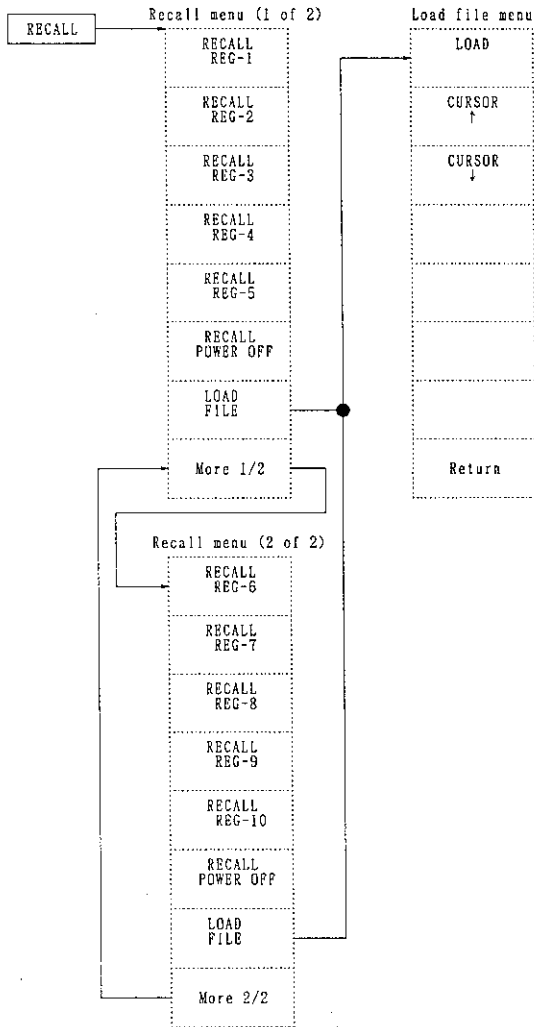 RECALL
Recall menu (1 of 2)
RECALL
REG-1
RECALL
REG-2
RECALL
REG-3
RECALL
REG-4
RECALL
REG-5
RECALL
POWER OFF
LOAD
FILE
More 1/2
Recall menu (2 of 2)
RECALL
REG-6
RECALL
REG-7
RECALL
REG-8
RECALL
REG-9
RECALL
REG-10
RECALL
POWER OFF
LOAD
FILE
More 2/2
Load file menu
LOAD
CURSOR
↑
CURSOR
↓
Return